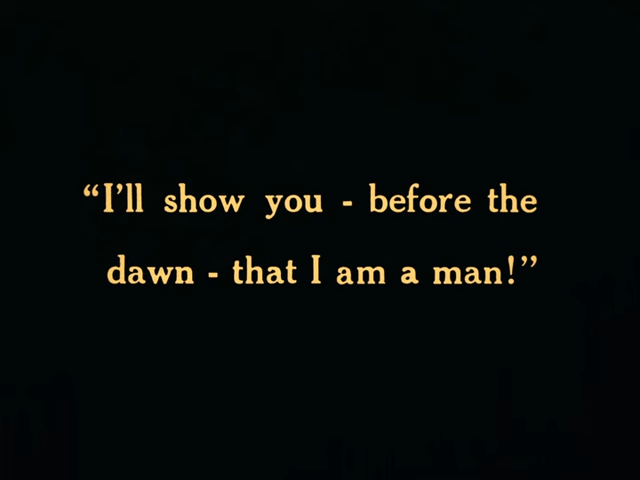 “I’ll show you - before the
dawn - that I am a man!”